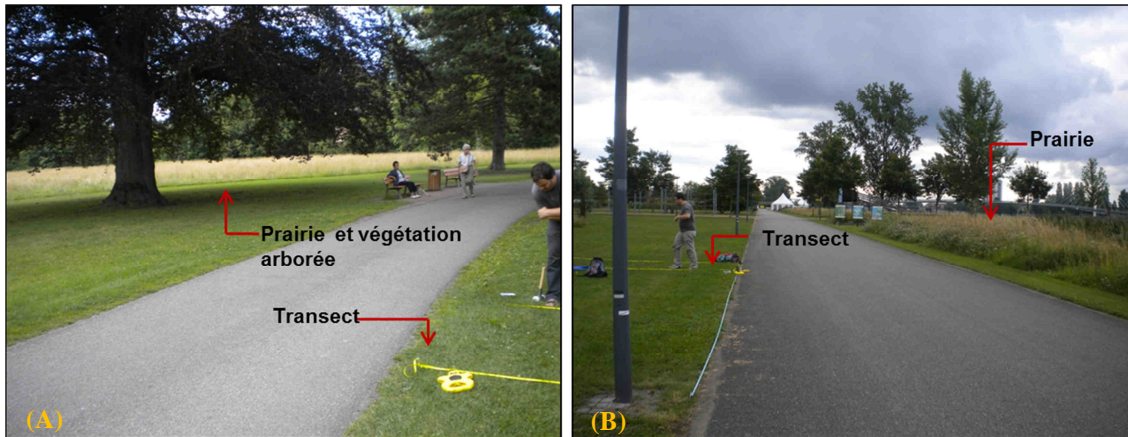 Prairie et végétation
arborée
Transect
(A)
Prairie
Transect
(B)